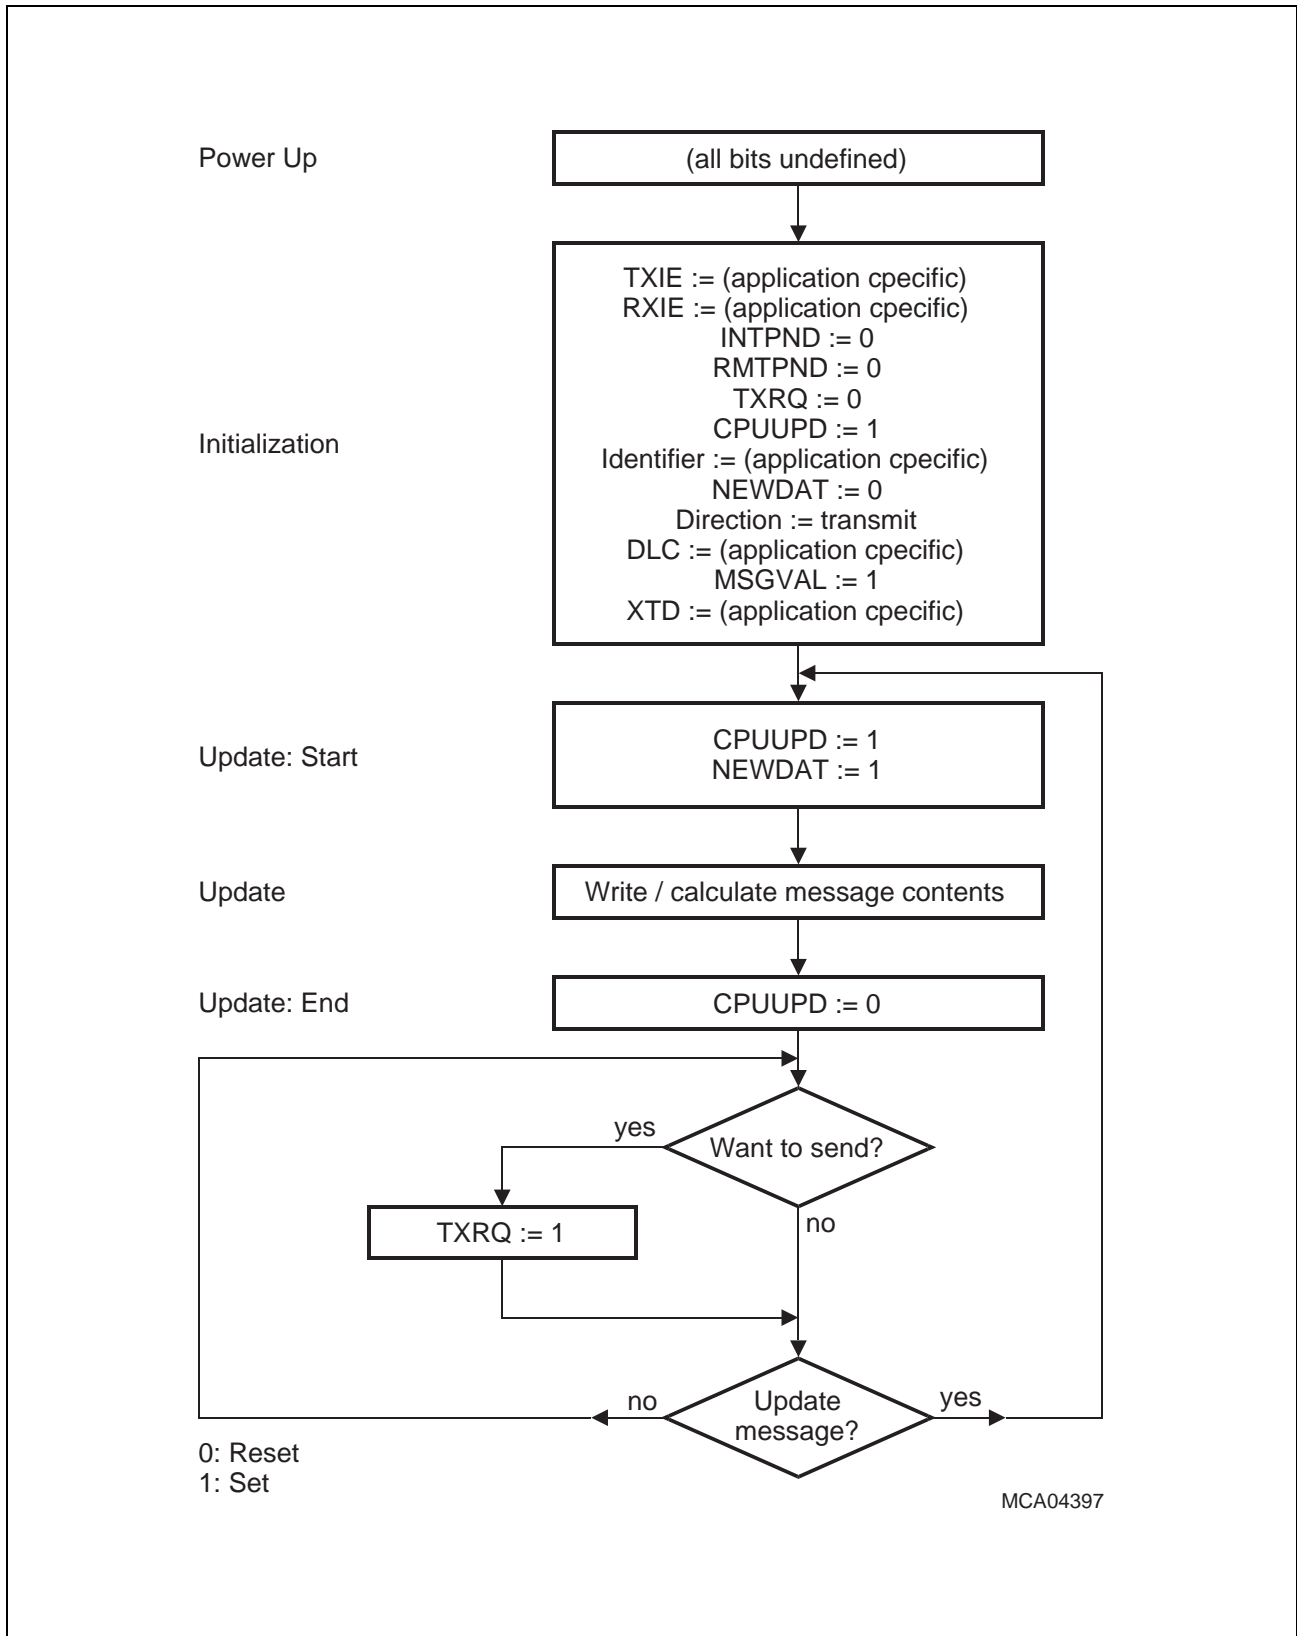 Power Up
(all bits undefined)
Initialization
TXIE := (application cpecific)
RXIE := (application cpecific)
INTPND := 0
RMTPND := 0
TXRQ := 0
CPUUPD := 1
Identifier := (application cpecific)
NEWDAT := 0
Direction := transmit
DLC := (application cpecific)
MSGVAL := 1
XTD := (application cpecific)
Update: Start
CPUUPD := 1
NEWDAT := 1
Update
Write / calculate message contents
Update: End
CPUUPD := 0
yes
Want to send?
TXRQ := 1
no
no
Update
message?
yes
0: Reset
1: Set
MCA04397